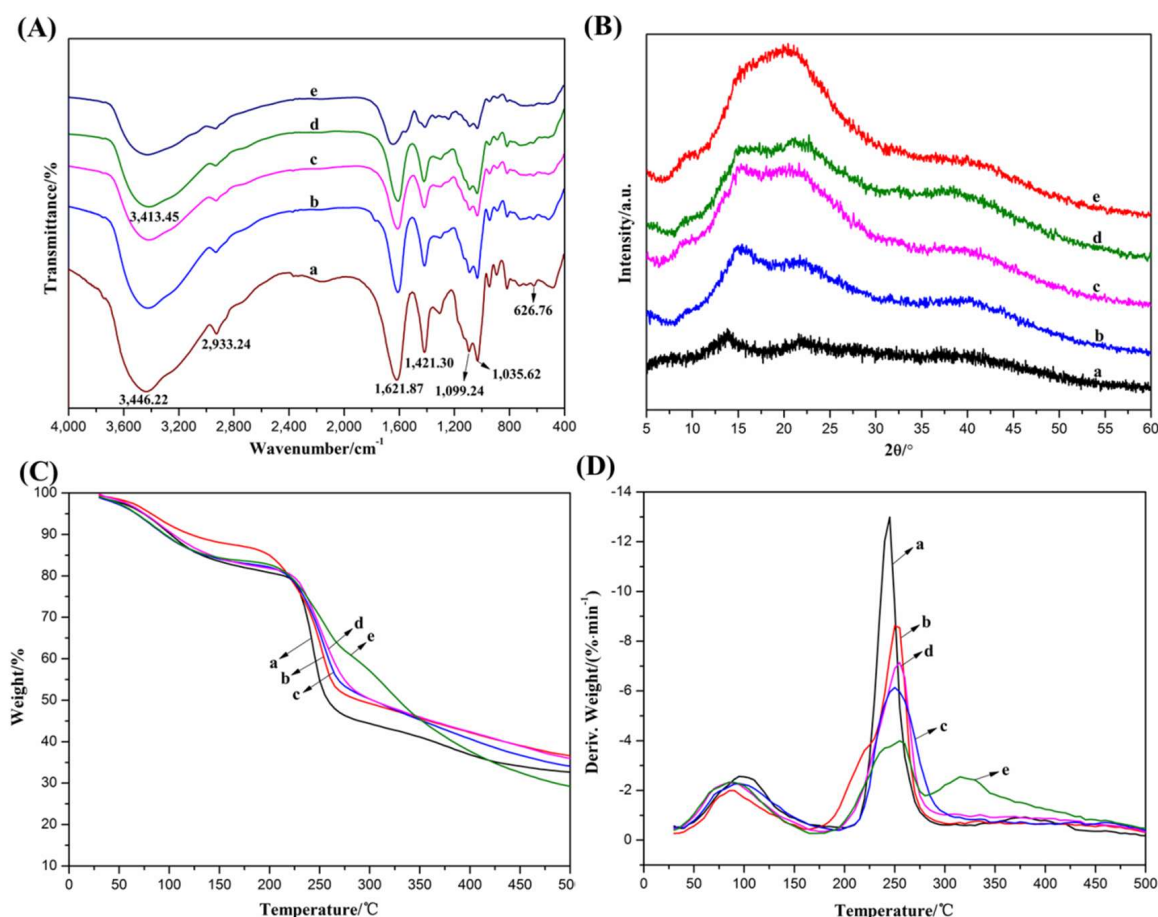 (A)
Transmittance/%
e
d
c
b
a
3,413.45
3,446.22
2,933.24
1,621.87
1,421.30
1,099.24
1,035.62
626.76
4,000 3,600 3,200 2,800 2,400 2,000 1,600 1,200 800 400
Wavenumber/cm-1
(B)
Intensity/a.u.
e
d
c
b
a
5 10 15 20 25 30 35 40 45 50 55 60
2θ/°
(C)
Weight/%
100
90
80
70
60
50
40
30
20
10
d
e
a
b
c
0 50 100 150 200 250 300 350 400 450 500
Temperature/℃
(D)
Deriv. Weight/(%·min-1)
-14
-12
-10
-8
-6
-4
-2
0
a
b
d
c
e
0 50 100 150 200 250 300 350 400 450 500
Temperature/℃